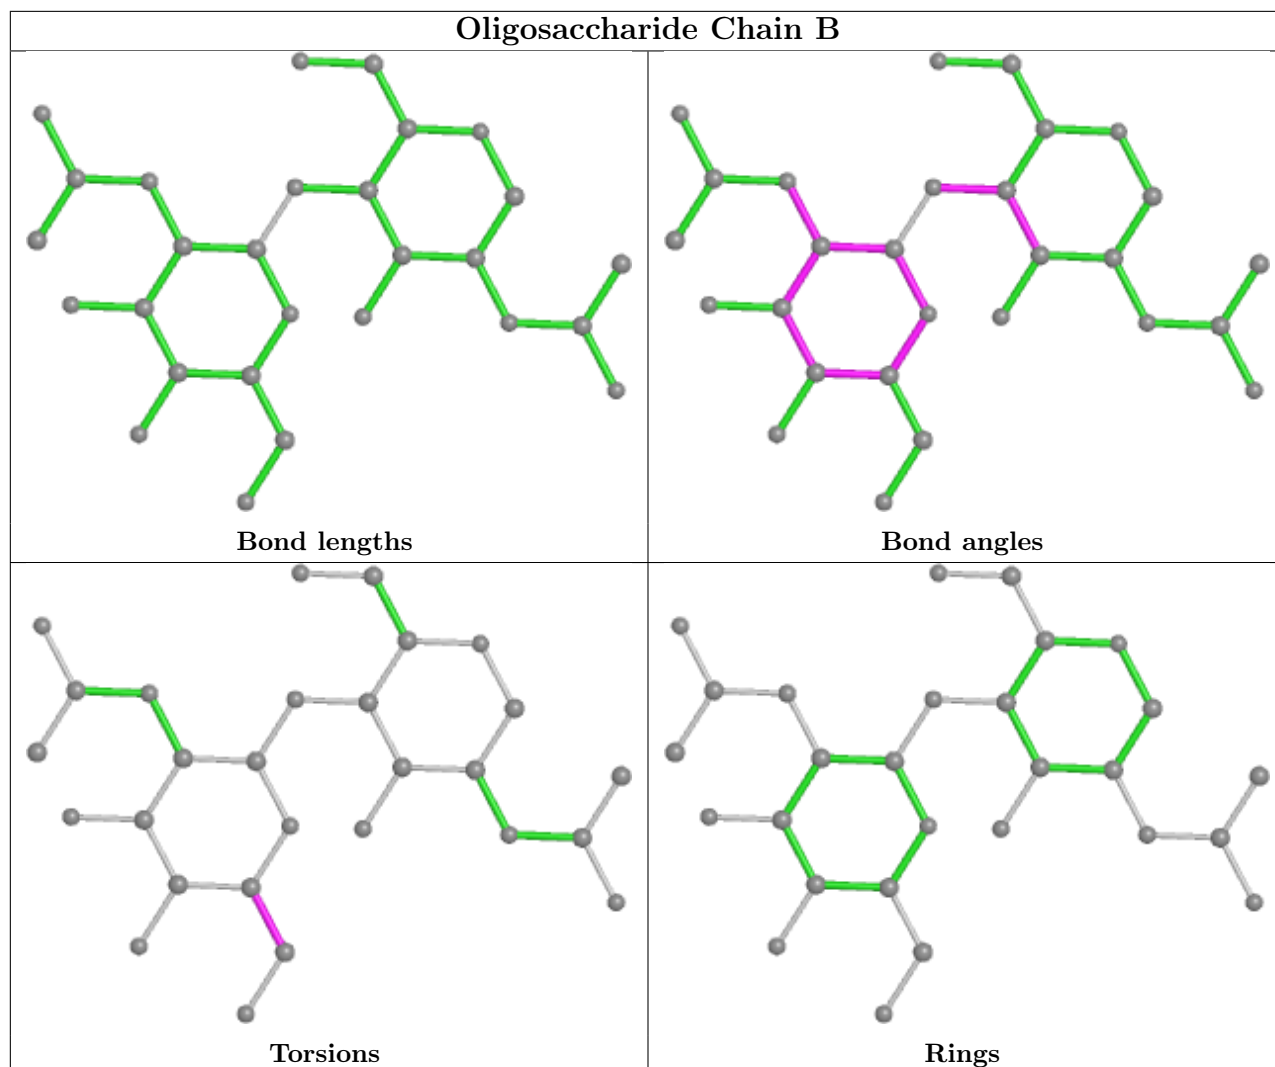 Oligosaccharide Chain B
Bond lengths
Bond angles
Torsions
Rings